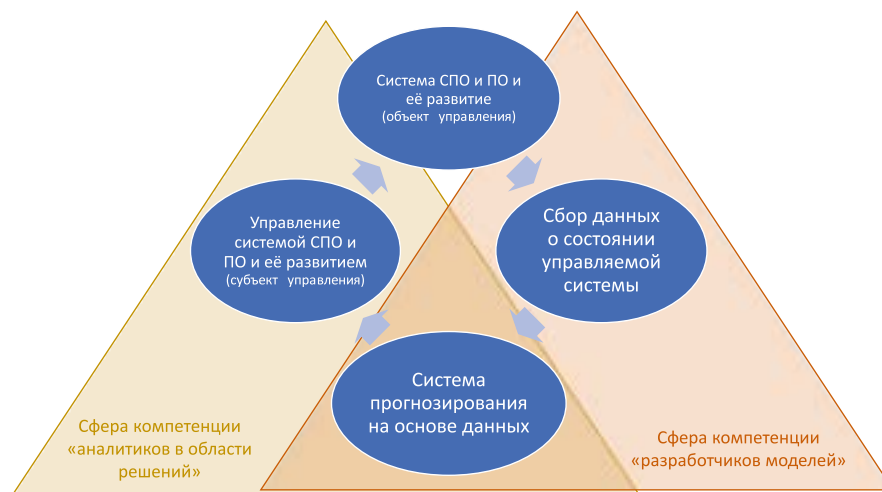 Система СПО и ПО и
её развитие
(объект управления)
Управление
системой СПО и
ПО и её развитием
(субъект управления)
Сбор данных
о состоянии
управляемой
системы
Система
прогнозирования
на основе данных
Сфера компетенции
«аналитиков в области
решений»
Сфера компетенции
«разработчиков моделей»